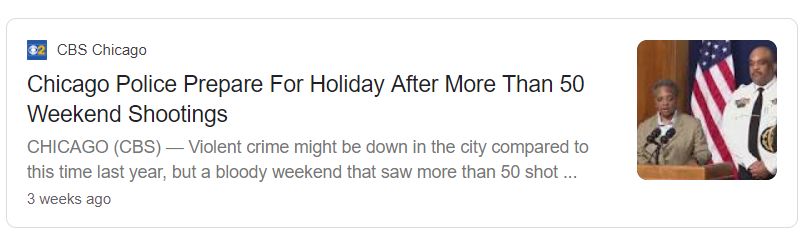 CBS Chicago
Chicago Police Prepare For Holiday After More Than 50
Weekend Shootings
CHICAGO (CBS) — Violent crime might be down in the city compared to
this time last year, but a bloody weekend that saw more than 50 shot ...
3 weeks ago